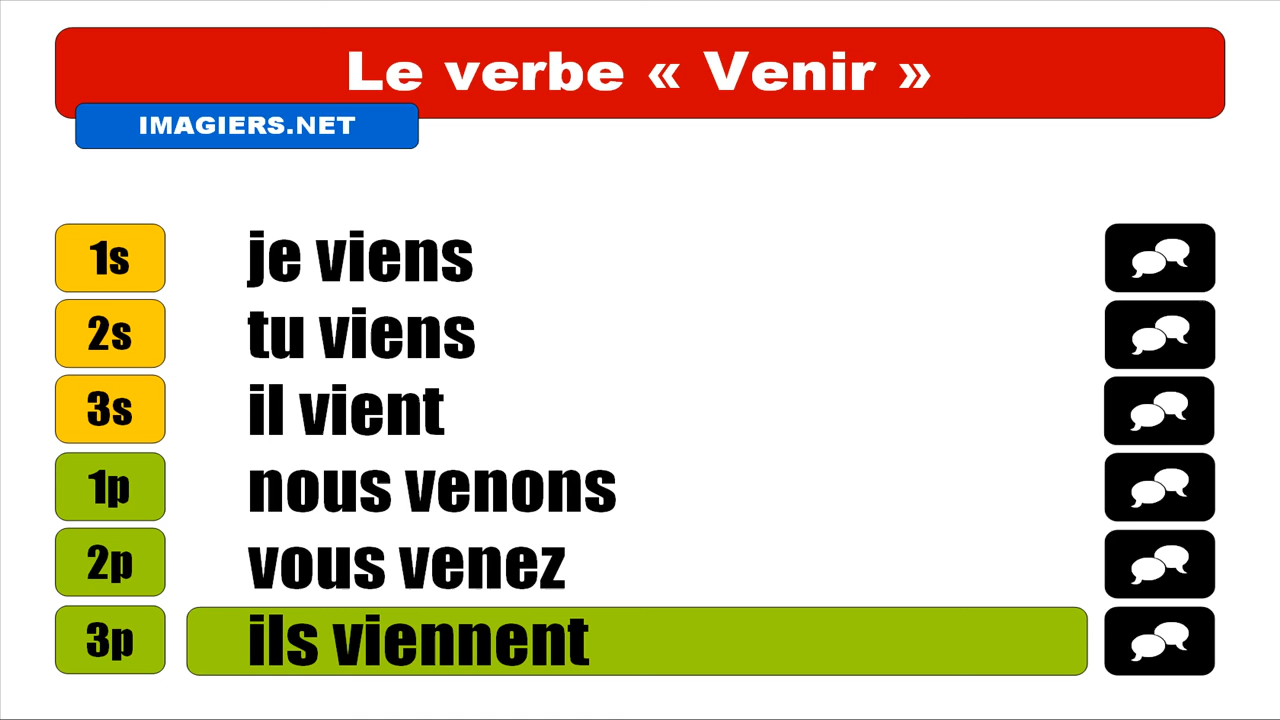 Le verbe « Venir »
IMAGIERS.NET
1s je viens
2s tu viens
3s il vient
1p nous venons
2p vous venez
3p ils viennent